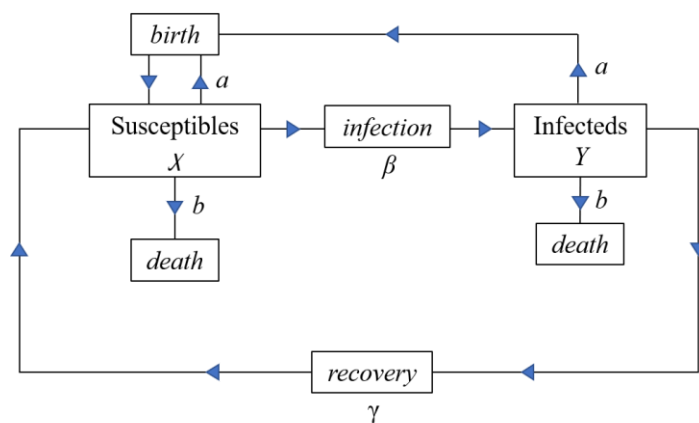 birth
a
a
Susceptibles
X
infection
β
Infecteds
Y
b
b
death
death
recovery
γ